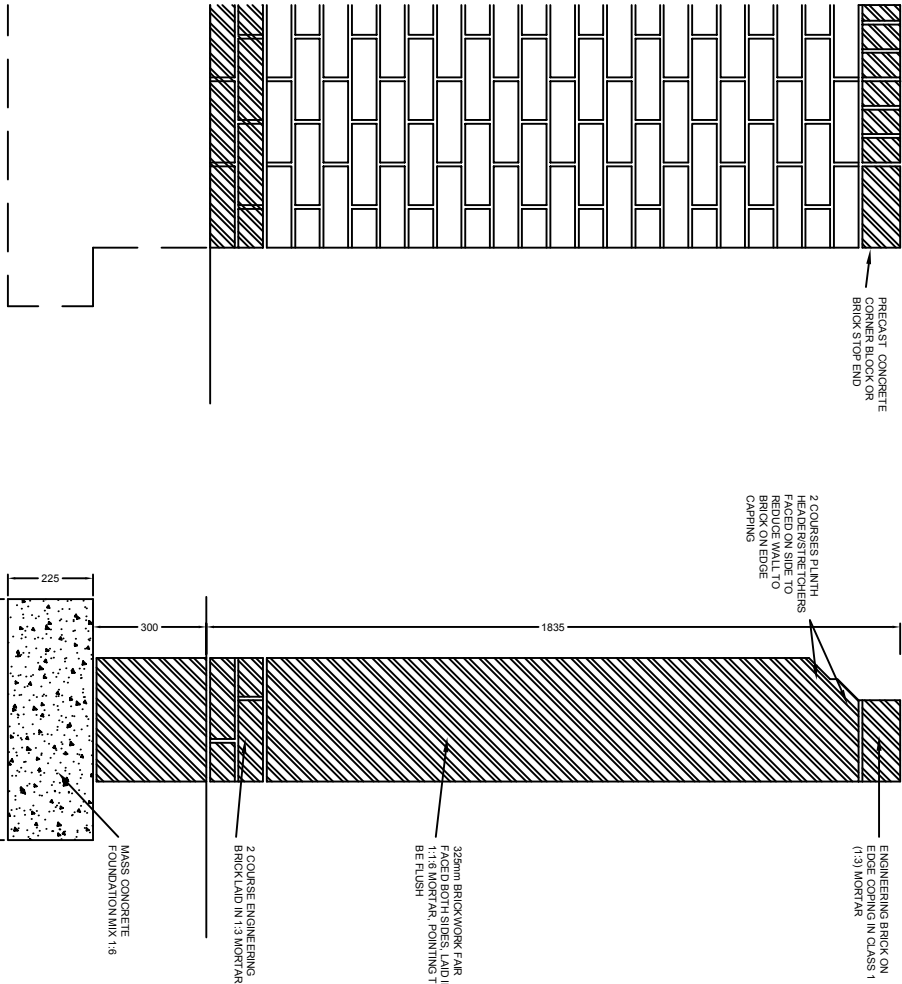 PRECAST CONCRETE
CORNER BLOCK OR
BRICK STOP END
2 COURSES PLINTH
HEADER/STRETCHERS
FACED ON SIDE TO
REDUCE WALL TO
BRICK ON EDGE
CAPPING
225
300
1835
ENGINEERING BRICK ON
EDGE COPING IN CLASS 1
(1:3) MORTAR
325mm BRICKWORK FAIR
FACED BOTH SIDES, LAID I
1:1:6 MORTAR, POINTING T
BE FLUSH
2 COURSE ENGINEERING
BRICK LAID IN 1:3 MORTAR
MASS CONCRETE
FOUNDATION MIX 1:6